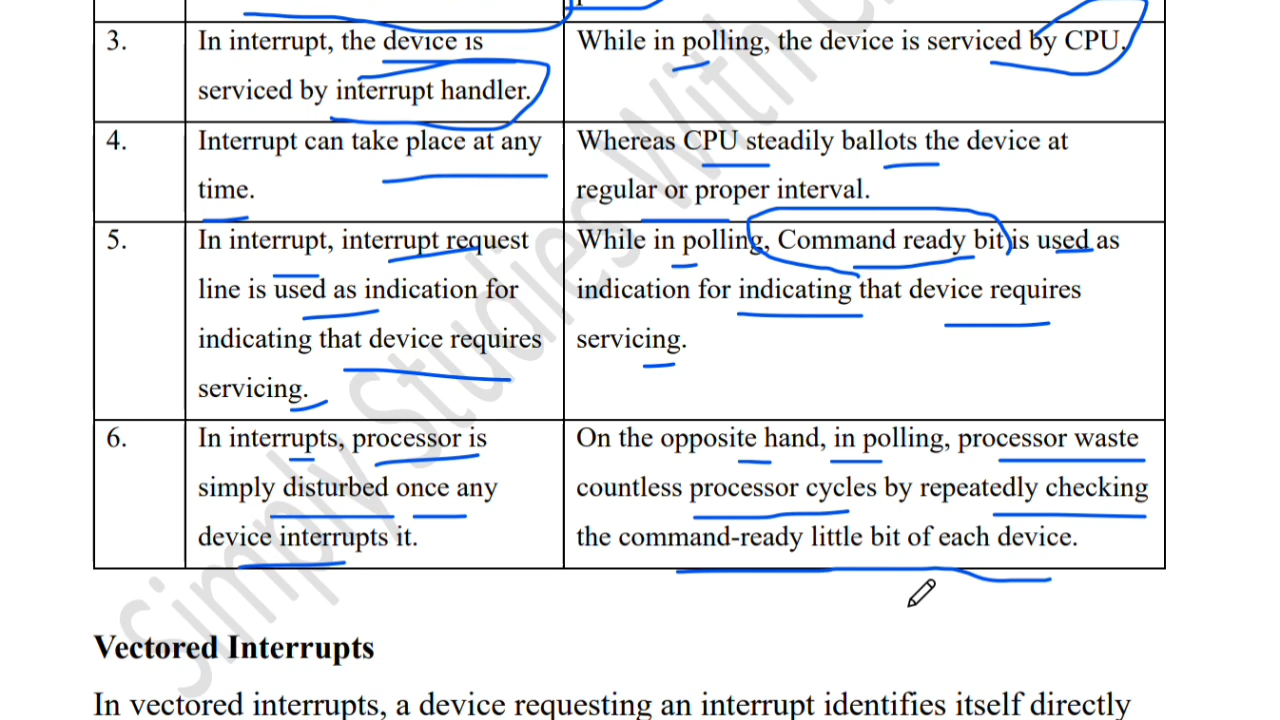 3.
In interrupt, the device is
serviced by interrupt handler.
While in polling, the device is serviced by CPU.
4.
Interrupt can take place at any
time.
Whereas CPU steadily ballots the device at
regular or proper interval.
5.
In interrupt, interrupt request
line is used as indication for
indicating that device requires
servicing.
While in polling, Command ready bit is used as
indication for indicating that device requires
servicing.
6.
In interrupts, processor is
simply disturbed once any
device interrupts it.
On the opposite hand, in polling, processor waste
countless processor cycles by repeatedly checking
the command-ready little bit of each device.
Vectored Interrupts
In vectored interrupts, a device requesting an interrupt identifies itself directly
Simply Studies With